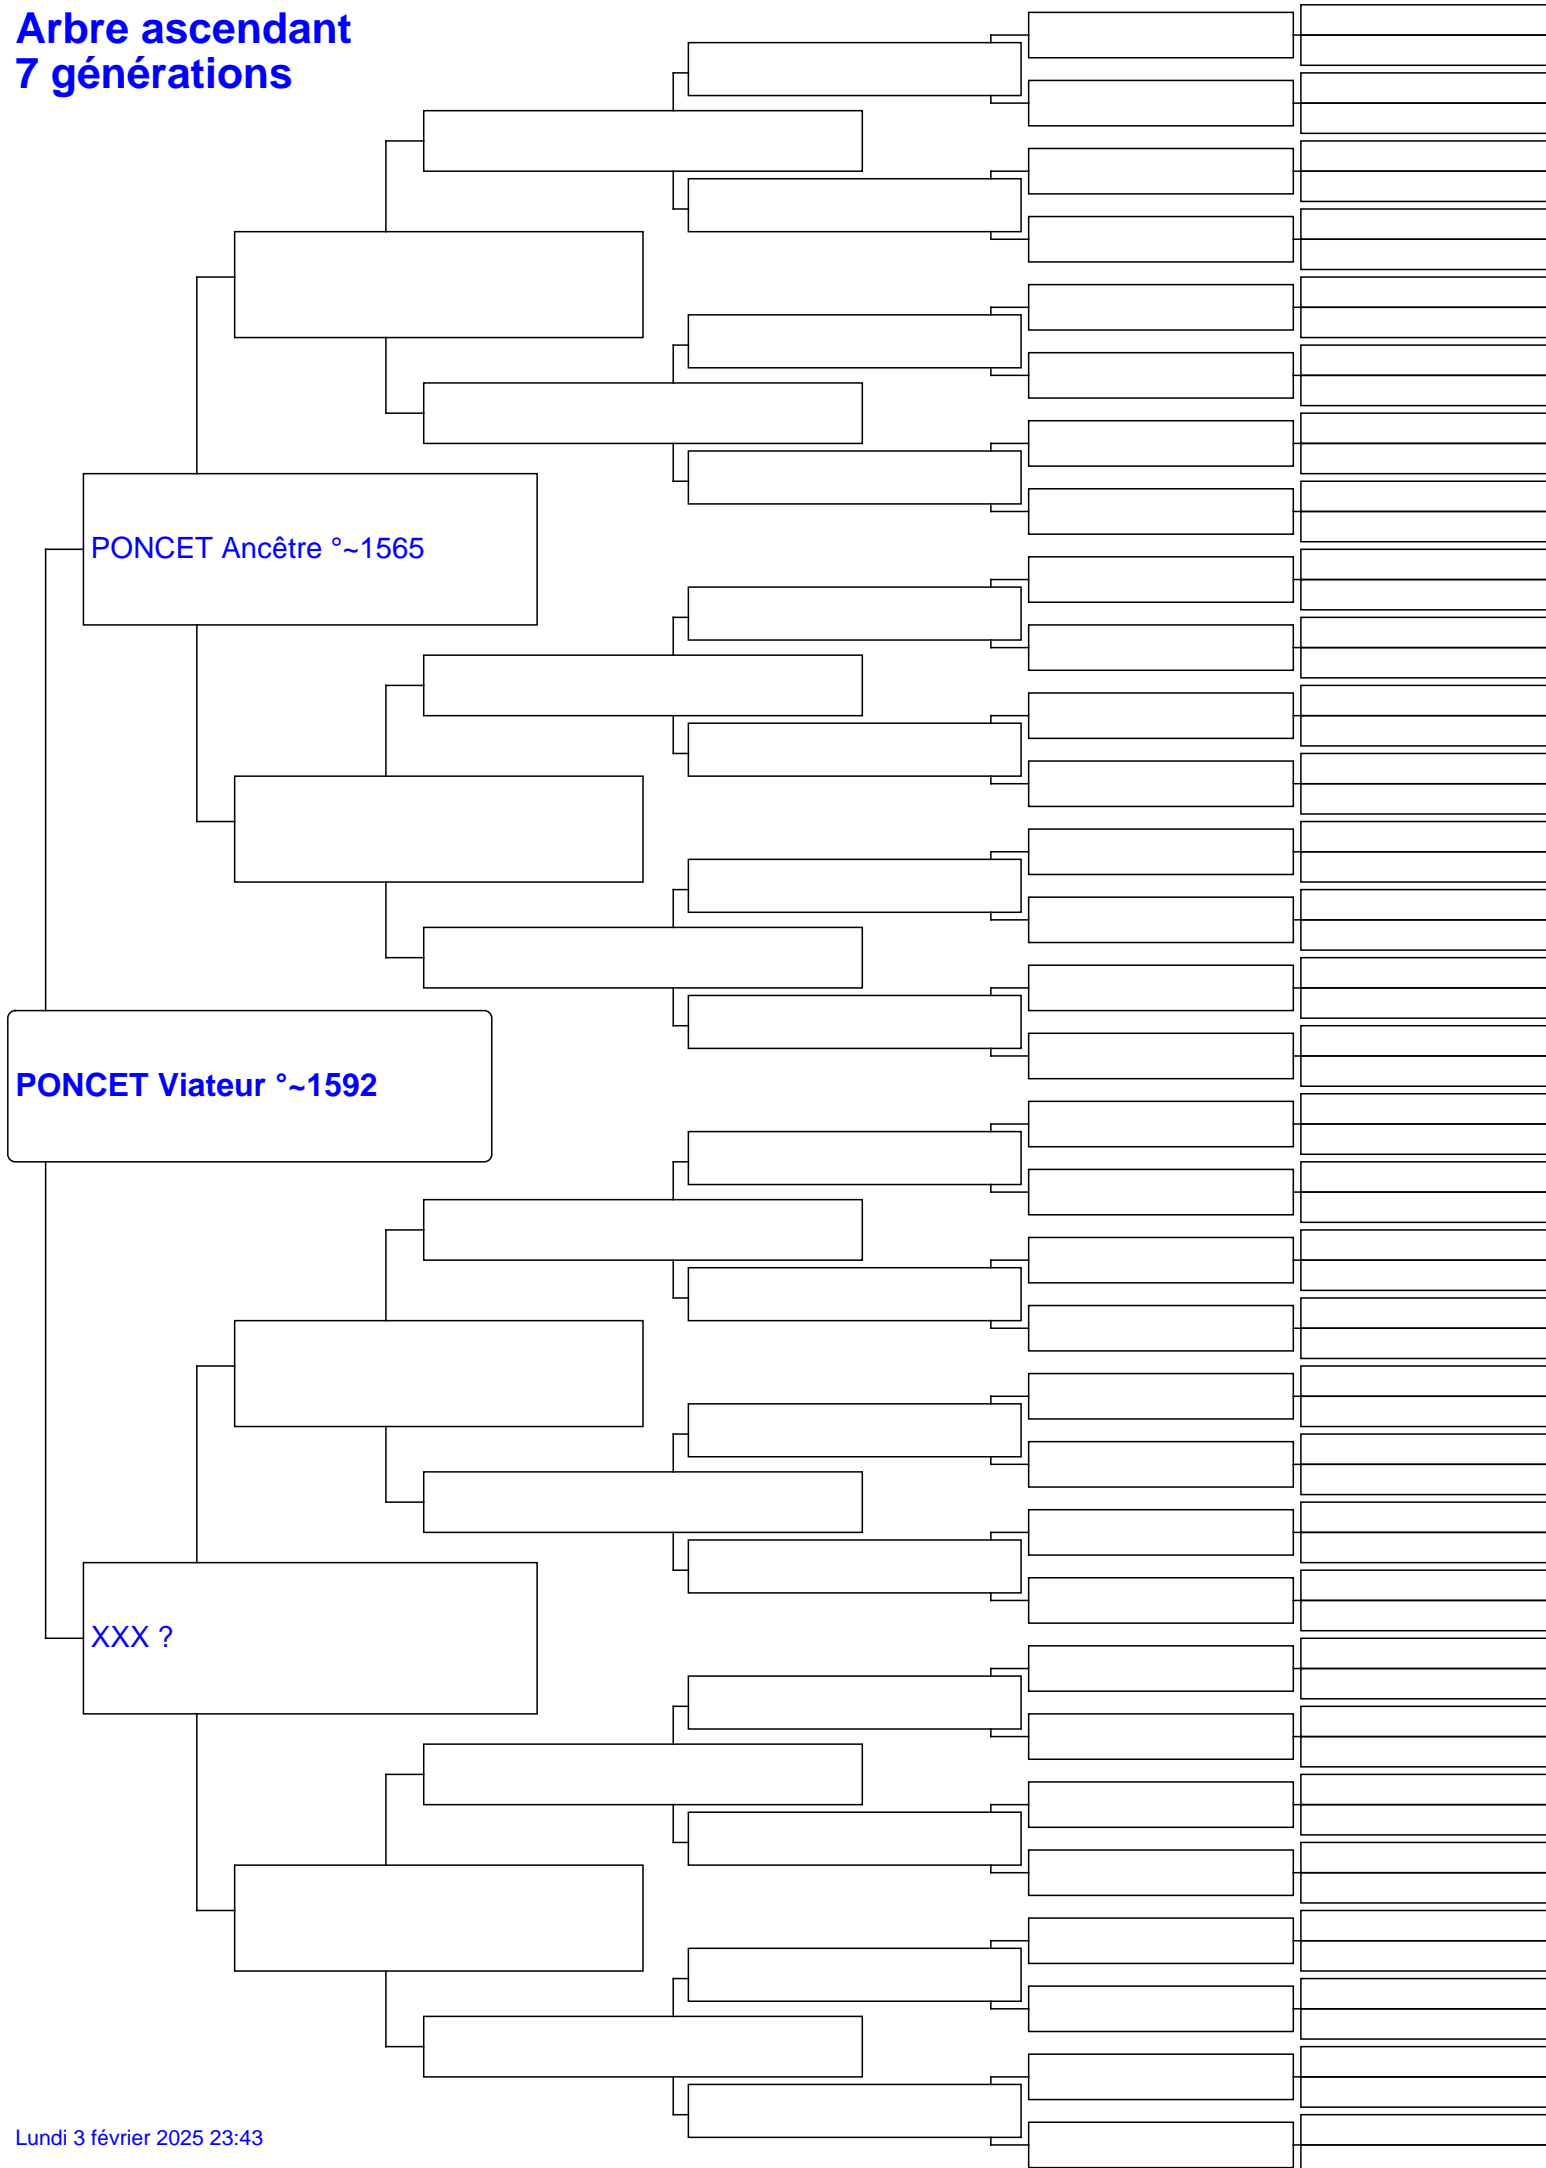 Arbre ascendant
7 générations
PONCET Ancêtre °~1565
PONCET Viateur °~1592
XXX ?
Lundi 3 février 2025 23:43